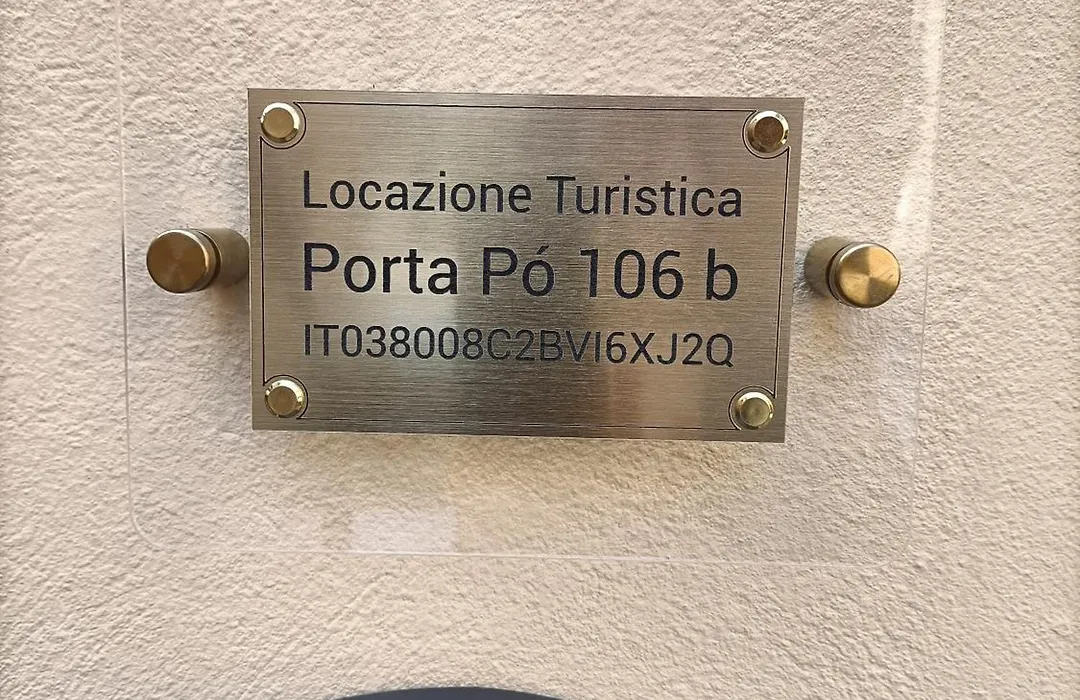 Locazione Turistica
Porta Pó 106 b
IT038008C2BVI6XJ2Q